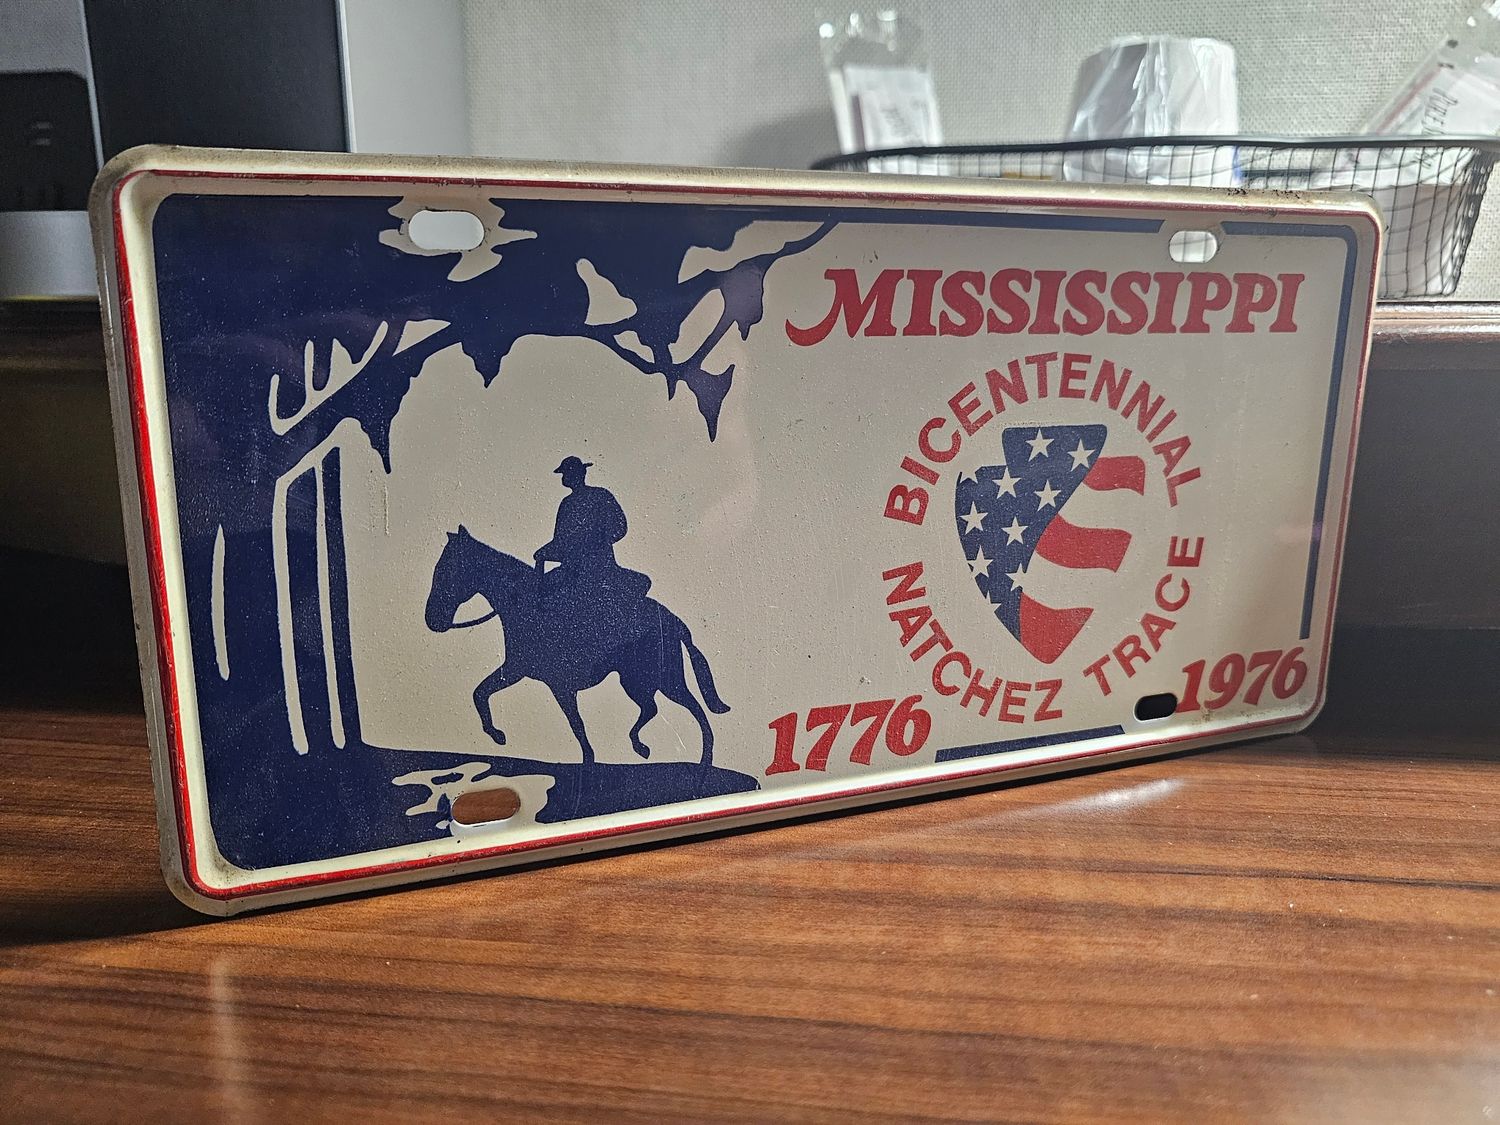 MISSISSIPPI
BICENTENNIAL
NATCHEZ TRACE
1776
1976